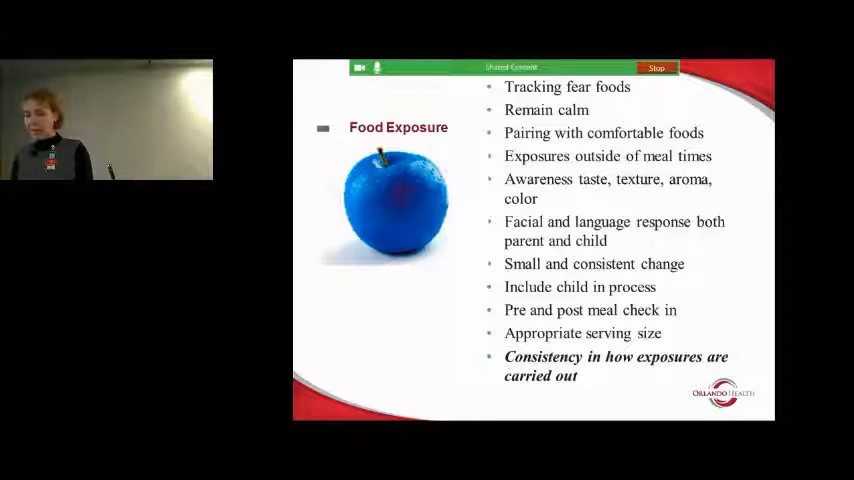 Shared Content
Stop
Food Exposure
Tracking fear foods
Remain calm
Pairing with comfortable foods
Exposures outside of meal times
Awareness taste, texture, aroma,
color
Facial and language response both
parent and child
Small and consistent change
Include child in process
Pre and post meal check in
Appropriate serving size
Consistency in how exposures are
carried out
ORLANDO HEALTH